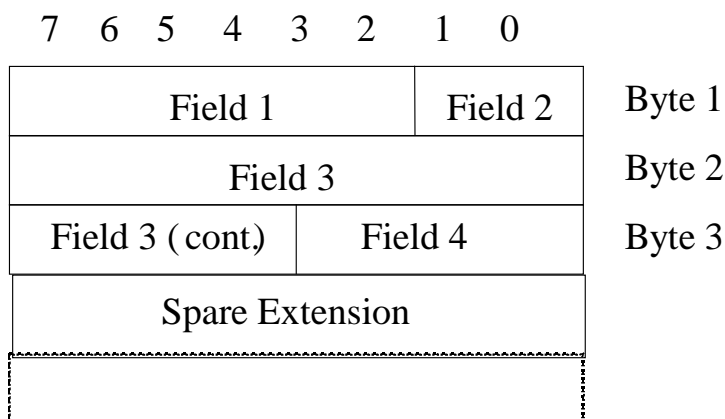 7 6 5 4 3 2 1 0
Field 1 Field 2 Byte 1
Field 3 Byte 2
Field 3 (cont.) Field 4 Byte 3
Spare Extension